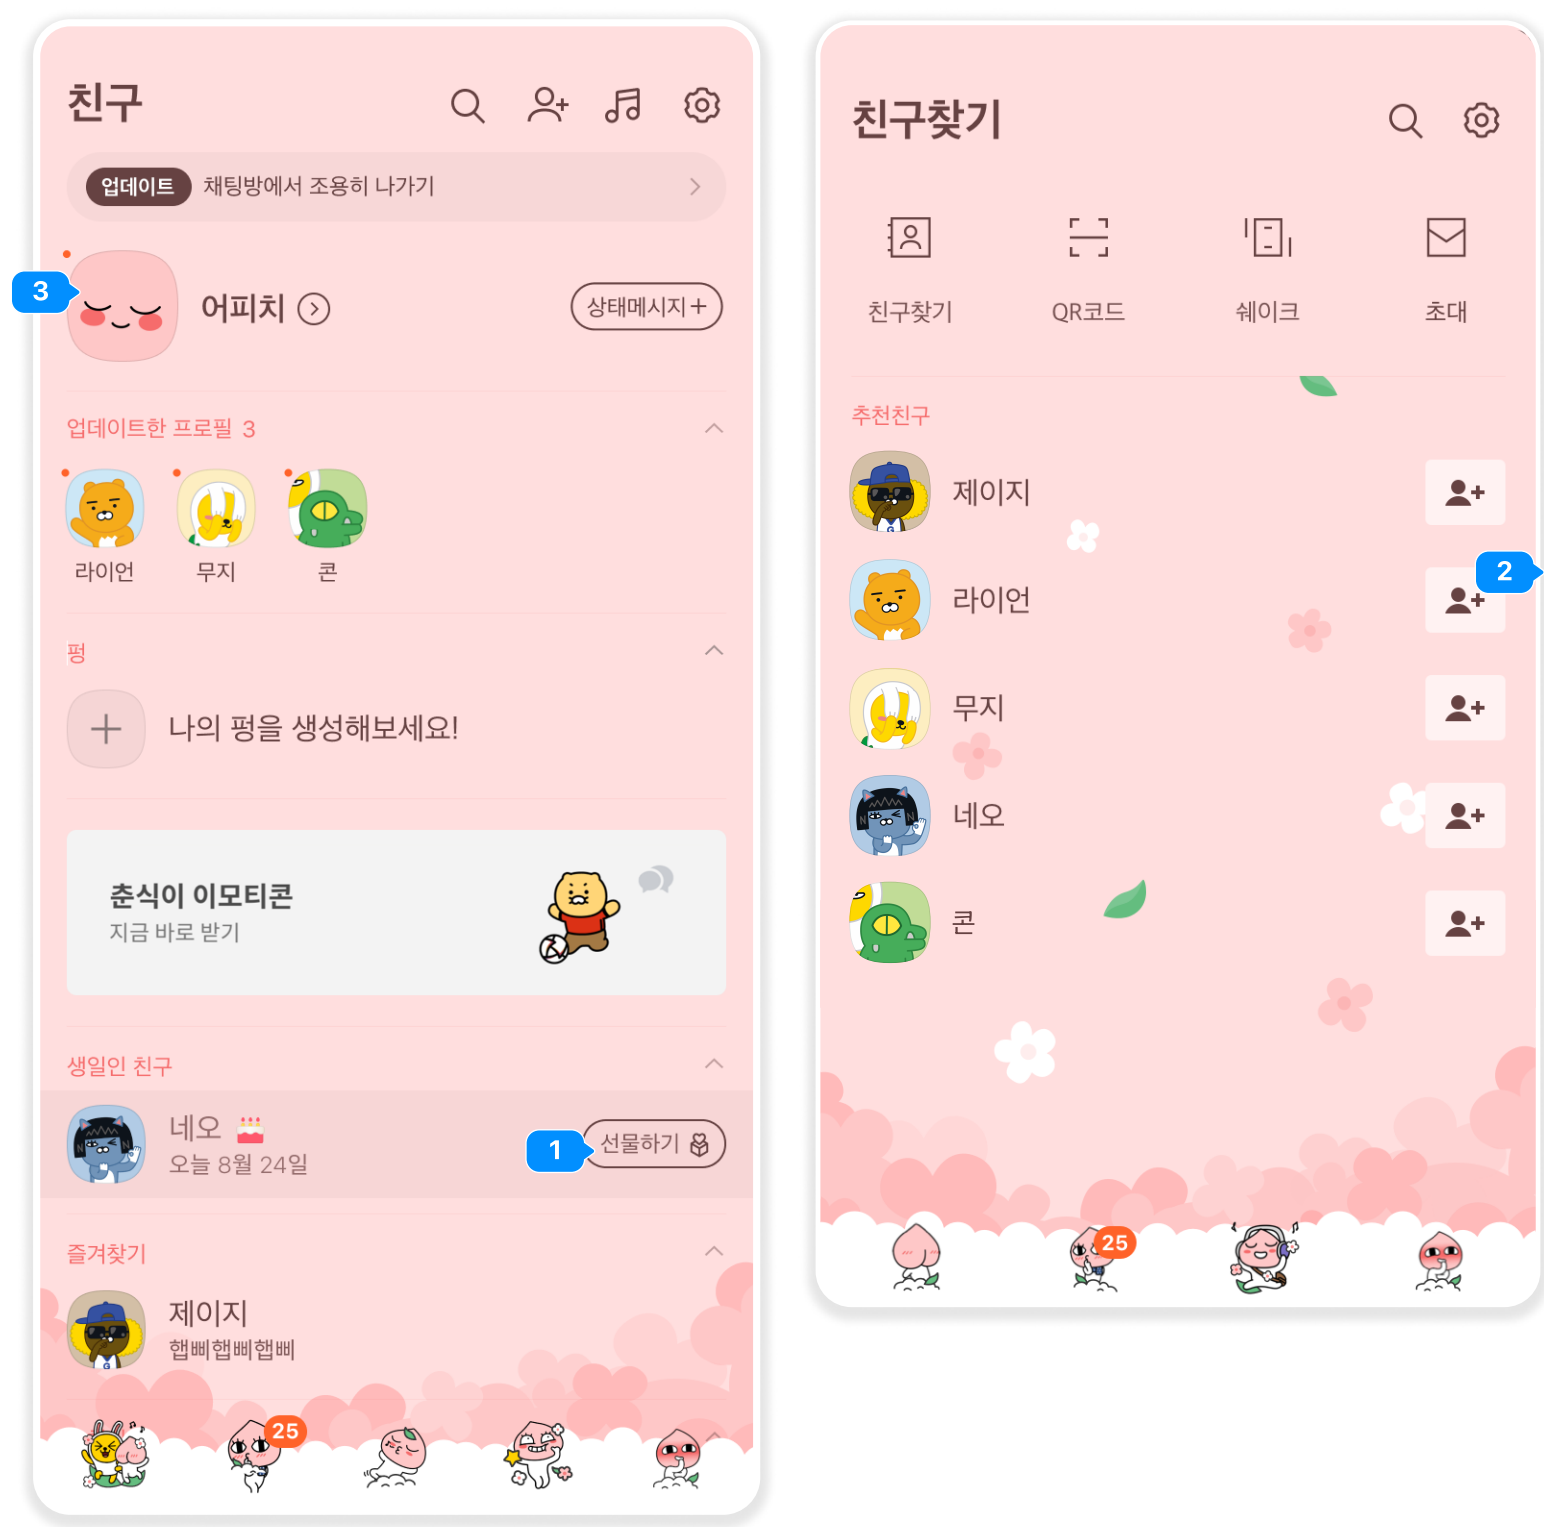 친구
업데이트 채팅방에서 조용히 나가기
3
어피치
상태메시지+
업데이트한 프로필 3
라이언 무지 콘
펑
나의 펑을 생성해보세요!
춘식이 이모티콘
지금 바로 받기
생일인 친구
네오
오늘 8월 24일
1
선물하기
즐겨찾기
제이지
햅삐햅삐햅삐
25
친구찾기
친구찾기 QR코드 쉐이크 초대
추천친구
제이지
라이언
2
무지
네오
콘
25